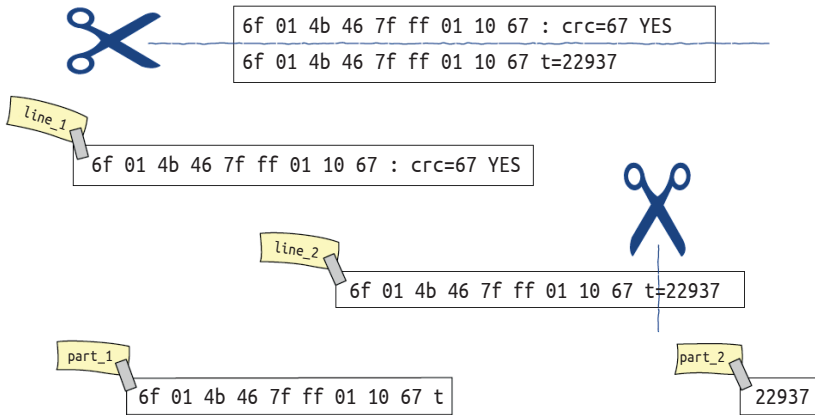 6f 01 4b 46 7f ff 01 10 67 : crc=67 YES
6f 01 4b 46 7f ff 01 10 67 t=22937
line_1
6f 01 4b 46 7f ff 01 10 67 : crc=67 YES
line_2
6f 01 4b 46 7f ff 01 10 67 t=22937
part_1
6f 01 4b 46 7f ff 01 10 67 t
part_2
22937